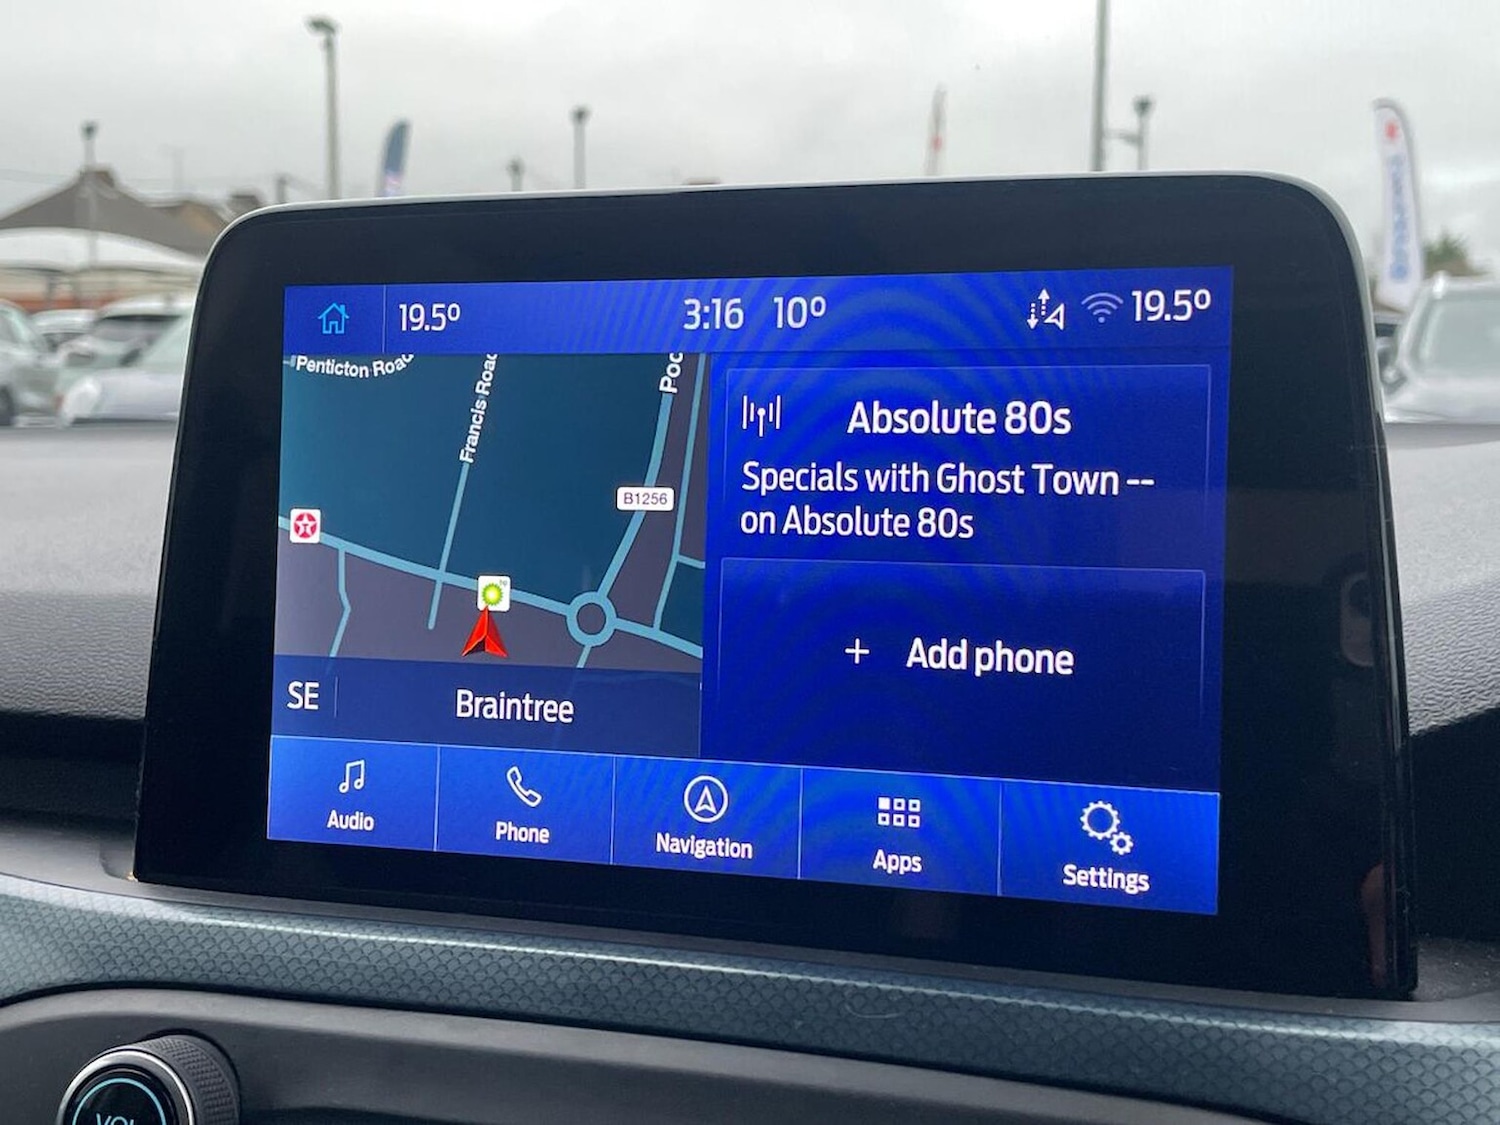 19.5°
3:16 10°
19.5°
Penticton Road
Francis Road
B1256
SE
Braintree
Absolute 80s
Specials with Ghost Town --
on Absolute 80s
+ Add phone
Audio
Phone
Navigation
Apps
Settings
VOL